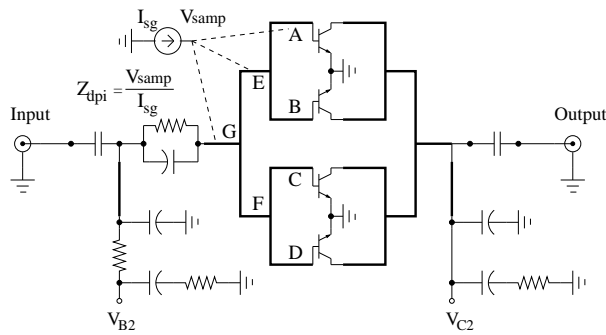 I_sg V_samp
Z_dpi = V_samp / I_sg
Input
Output
A
E
B
G
C
F
D
V_B2
V_C2